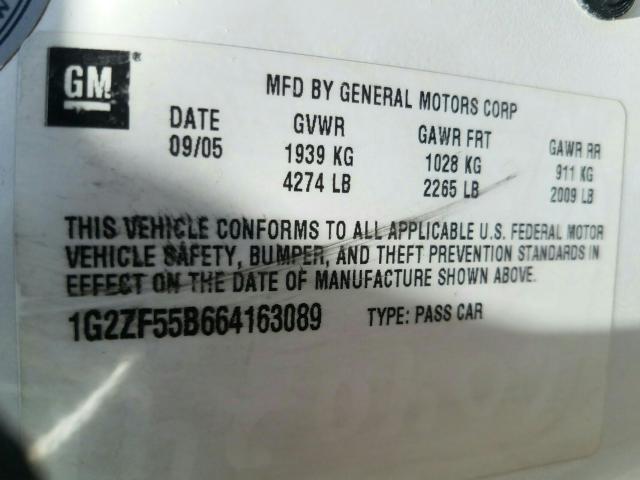 GM®
MFD BY GENERAL MOTORS CORP
DATE GVWR GAWR FRT GAWR RR
09/05 1939 KG 1028 KG 911 KG
4274 LB 2265 LB 2009 LB
THIS VEHICLE CONFORMS TO ALL APPLICABLE U.S. FEDERAL MOTOR
VEHICLE SAFETY, BUMPER, AND THEFT PREVENTION STANDARDS IN
EFFECT ON THE DATE OF MANUFACTURE SHOWN ABOVE.
1G2ZF55B664163089 TYPE: PASS CAR